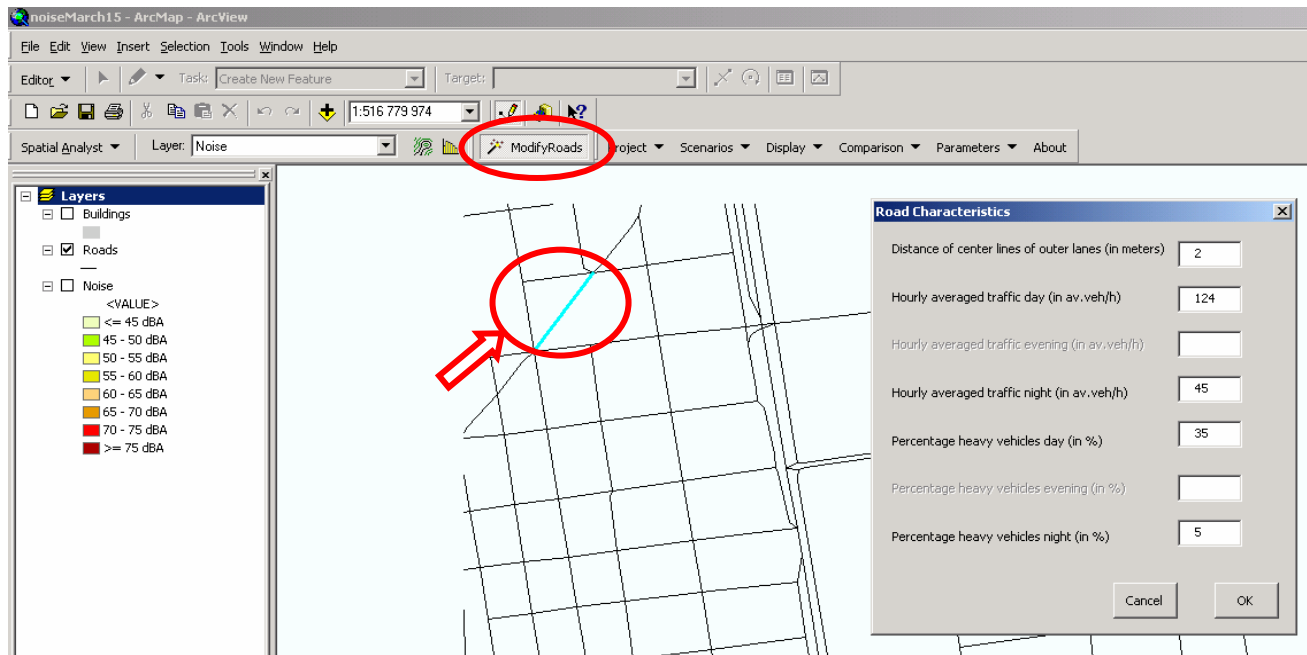 noiseMarch15 - ArcMap - ArcView
File Edit View Insert Selection Tools Window Help
Editor Task: Create New Feature Target:
1:516 779 974
Spatial Analyst Layer: Noise ModifyRoads Project Scenarios Display Comparison Parameters About
Layers
Buildings
Roads
Noise
<VALUE>
<= 45 dBA
45 - 50 dBA
50 - 55 dBA
55 - 60 dBA
60 - 65 dBA
65 - 70 dBA
70 - 75 dBA
>= 75 dBA
Road Characteristics
Distance of center lines of outer lanes (in meters) 2
Hourly averaged traffic day (in av.veh/h) 124
Hourly averaged traffic evening (in av.veh/h)
Hourly averaged traffic night (in av.veh/h) 45
Percentage heavy vehicles day (in %) 35
Percentage heavy vehicles evening (in %)
Percentage heavy vehicles night (in %) 5
Cancel OK